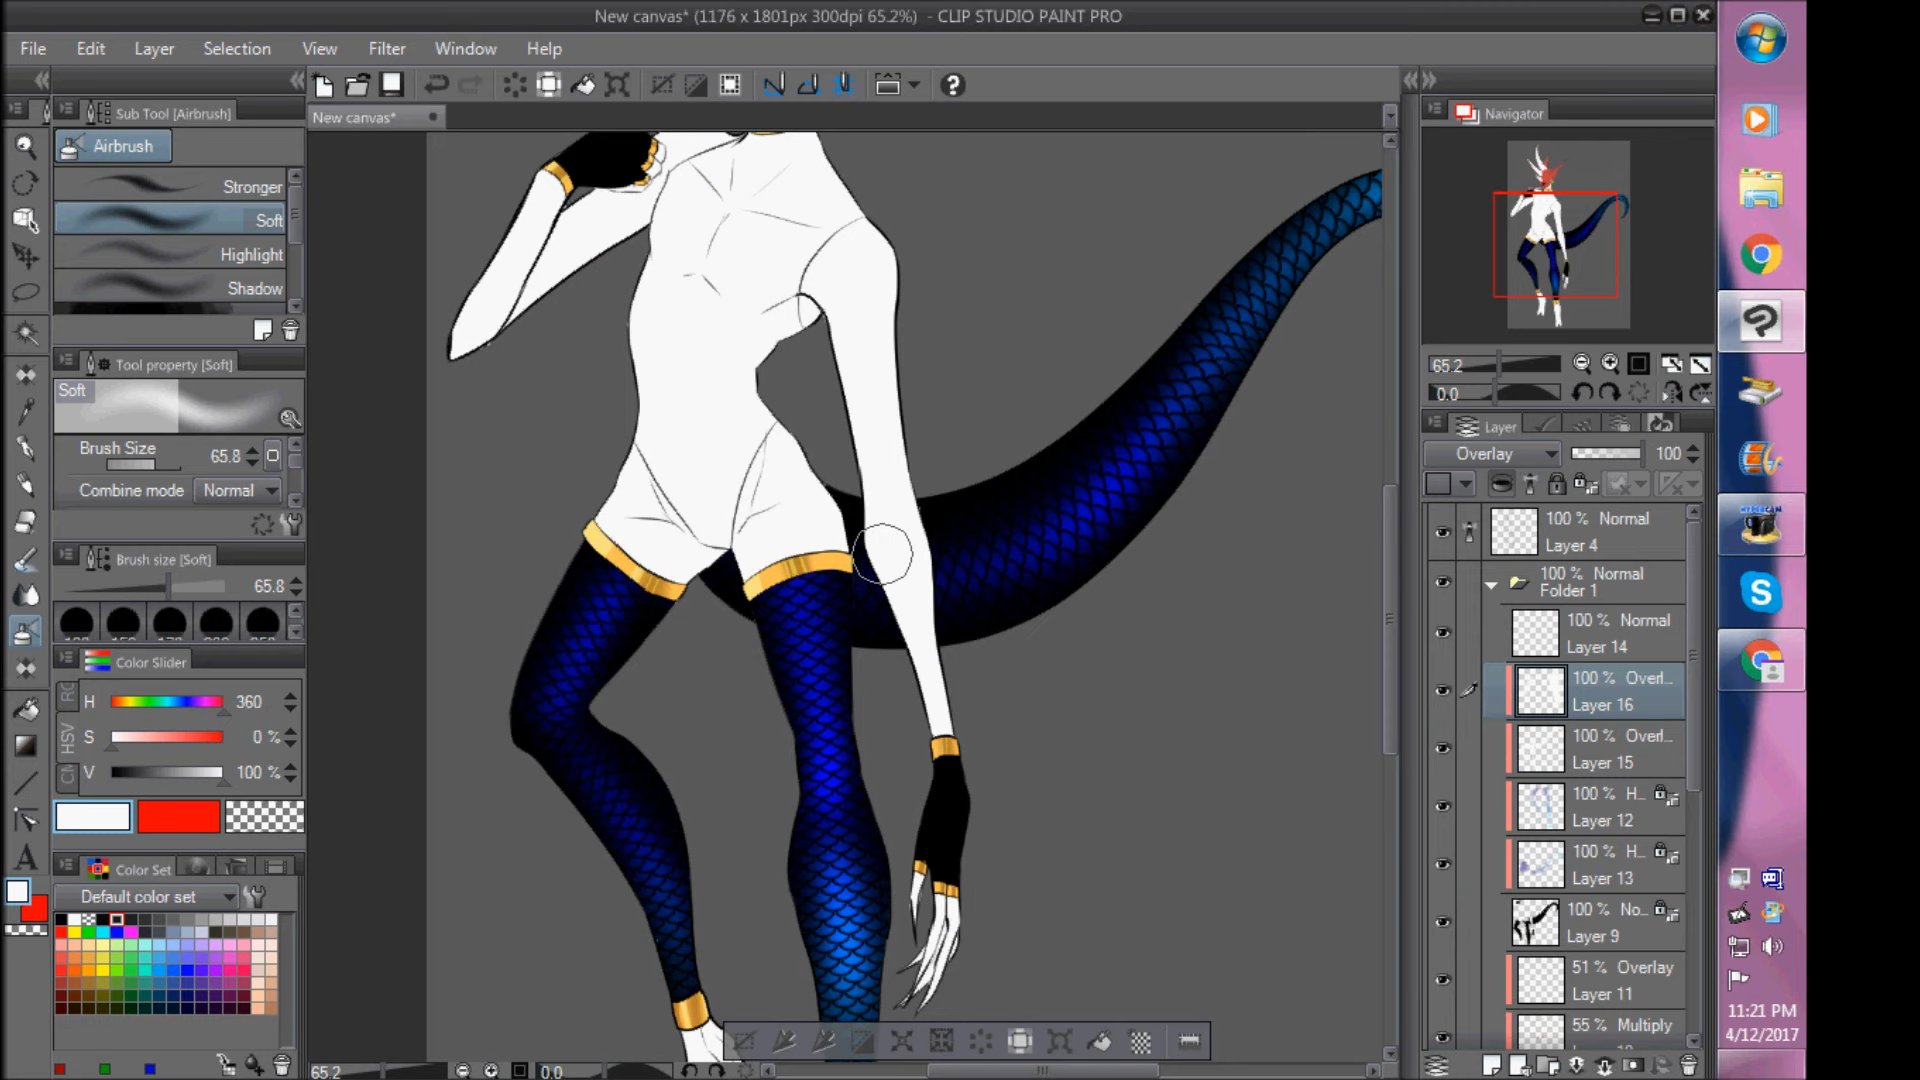 New canvas* (1176 x 1801px 300dpi 65.2%) - CLIP STUDIO PAINT PRO
File Edit Layer Selection View Filter Window Help
Sub Tool [Airbrush]
New canvas*
Navigator
Airbrush
Stronger
Soft
Highlight
Shadow
Tool property [Soft]
Soft
Brush Size 65.8
Combine mode Normal
Brush size [Soft]
65.8
Color Slider
HSV
H 360
S 0 %
V 100 %
Color Set
Default color set
A
65.2
0.0
Layer
Overlay 100
100 % Normal
Layer 4
100 % Normal
Folder 1
100 % Normal
Layer 14
100 % Overl...
Layer 16
100 % Overl...
Layer 15
100 % H...
Layer 12
100 % H...
Layer 13
100 % No...
Layer 9
51 % Overlay
Layer 11
55 % Multiply
65.2 0.0
HYPERCAM
11:21 PM
4/12/2017